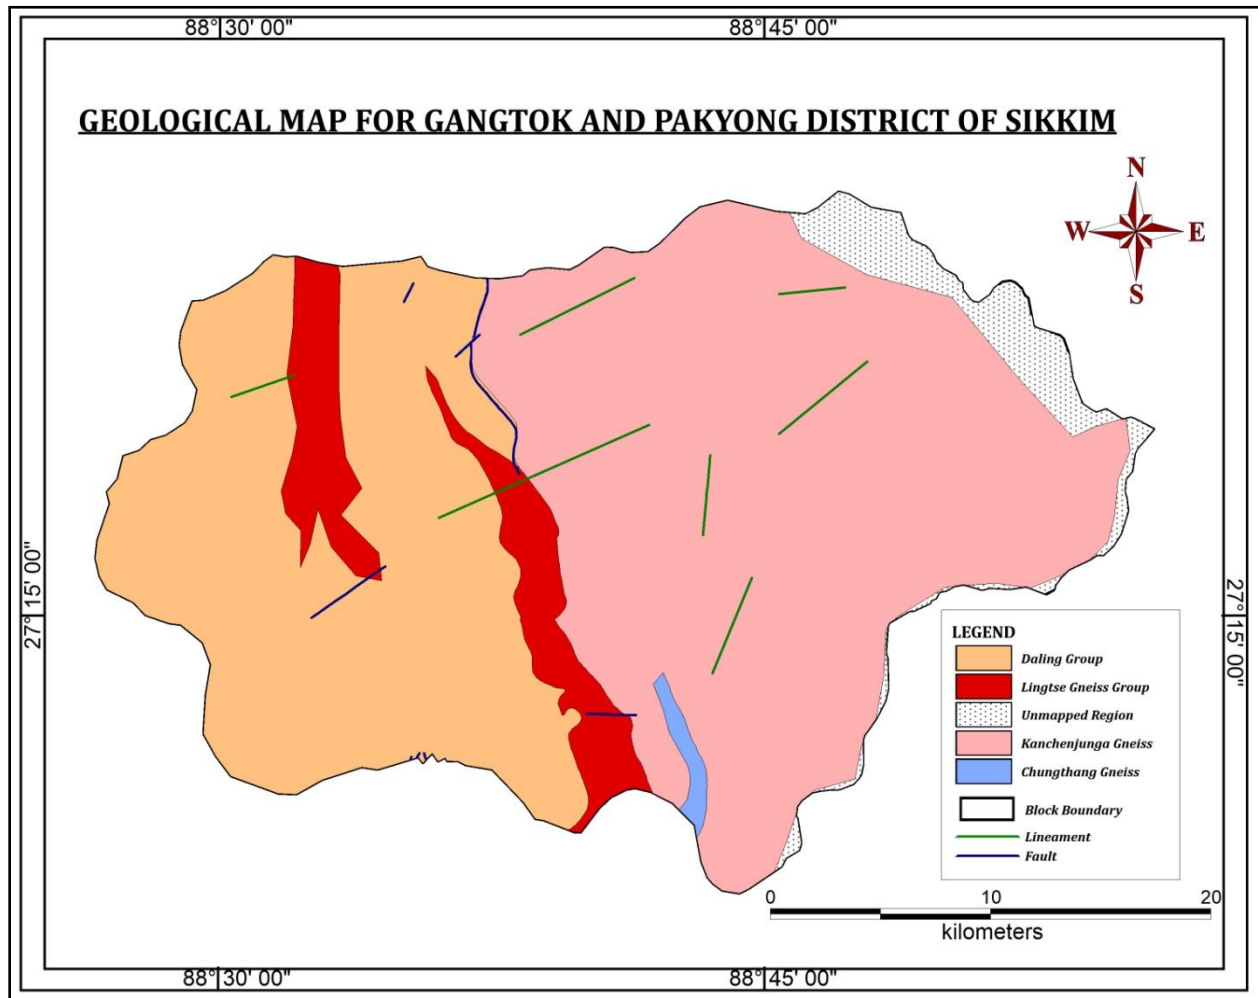 88° 30' 00" 88° 45' 00"
GEOLOGICAL MAP FOR GANGTOK AND PAKYONG DISTRICT OF SIKKIM
N
W E
S
27° 15' 00" 27° 15' 00"
LEGEND
Daling Group
Lingtse Gneiss Group
Unmapped Region
Kanchenjunga Gneiss
Chungthang Gneiss
Block Boundary
Lineament
Fault
0 10 20
kilometers
88° 30' 00" 88° 45' 00"